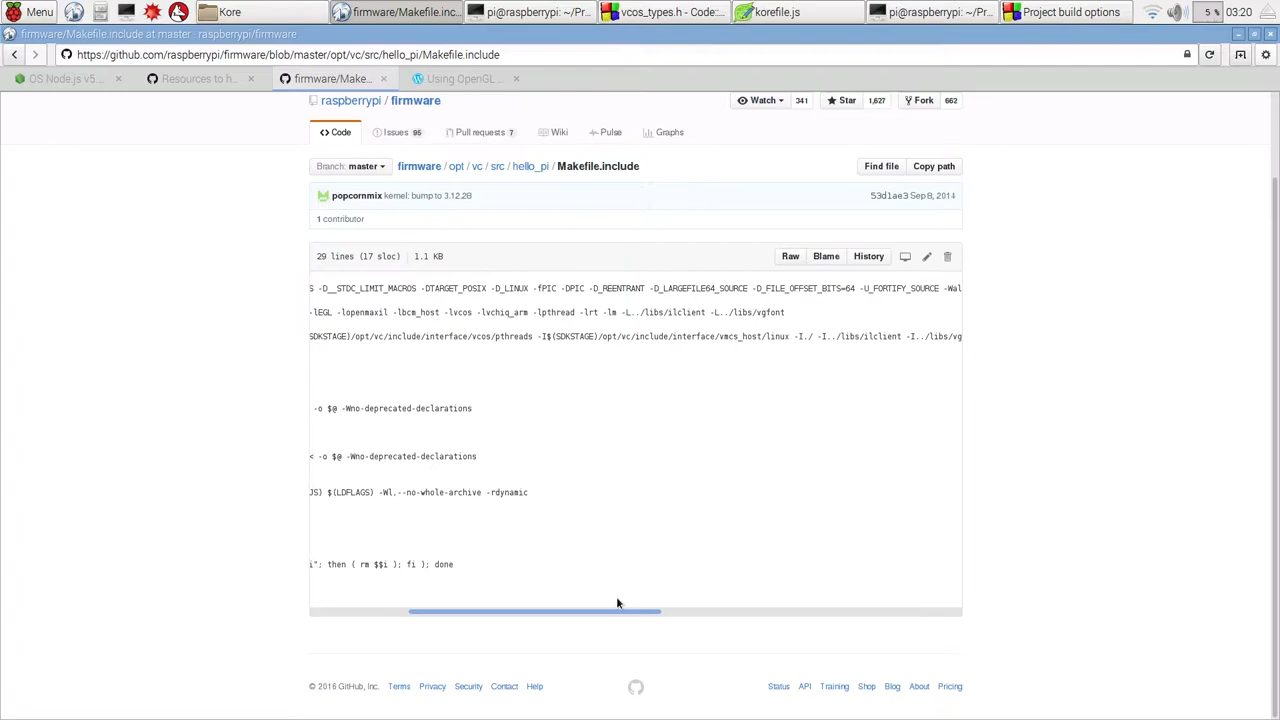 Menu
Kore
firmware/Makefile.inc...
pi@raspberrypi: ~/Pr...
vcos_types.h - Code::...
korefile.js
pi@raspberrypi: ~/Pr...
Project build options
5 %
03:20
firmware/Makefile.include at master · raspberrypi/firmware
https://github.com/raspberrypi/firmware/blob/master/opt/vc/src/hello_pi/Makefile.include
OS Node.js v5...
Resources to h...
firmware/Make...
Using OpenGL ...
raspberrypi / firmware
Watch 341
Star 1,627
Fork 662
Code
Issues 95
Pull requests 7
Wiki
Pulse
Graphs
Branch: master
firmware / opt / vc / src / hello_pi / Makefile.include
Find file
Copy path
popcornmix kernel: bump to 3.12.28
53d1ae3 Sep 8, 2014
1 contributor
29 lines (17 sloc)
1.1 KB
Raw
Blame
History
S -D__STDC_LIMIT_MACROS -DTARGET_POSIX -D_LINUX -fPIC -DPIC -D_REENTRANT -D_LARGEFILE64_SOURCE -D_FILE_OFFSET_BITS=64 -U_FORTIFY_SOURCE -Wal
-lEGL -lopenmaxil -lbcm_host -lvcos -lvchiq_arm -lpthread -lrt -lm -L../libs/ilclient -L../libs/vgfont
SDKSTAGE)/opt/vc/include/interface/vcos/pthreads -I$(SDKSTAGE)/opt/vc/include/interface/vmcs_host/linux -I./ -I../libs/ilclient -I../libs/vg
-o $@ -Wno-deprecated-declarations
< -o $@ -Wno-deprecated-declarations
JS) $(LDFLAGS) -Wl,--no-whole-archive -rdynamic
i"; then ( rm $$i ); fi ); done
© 2016 GitHub, Inc.
Terms
Privacy
Security
Contact
Help
Status
API
Training
Shop
Blog
About
Pricing